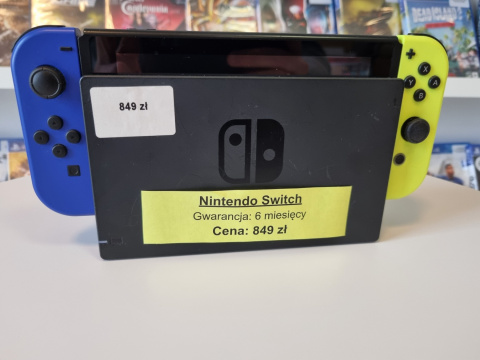 849 zł
Nintendo Switch
Gwarancja: 6 miesięcy
Cena: 849 zł
X
Y
A
B